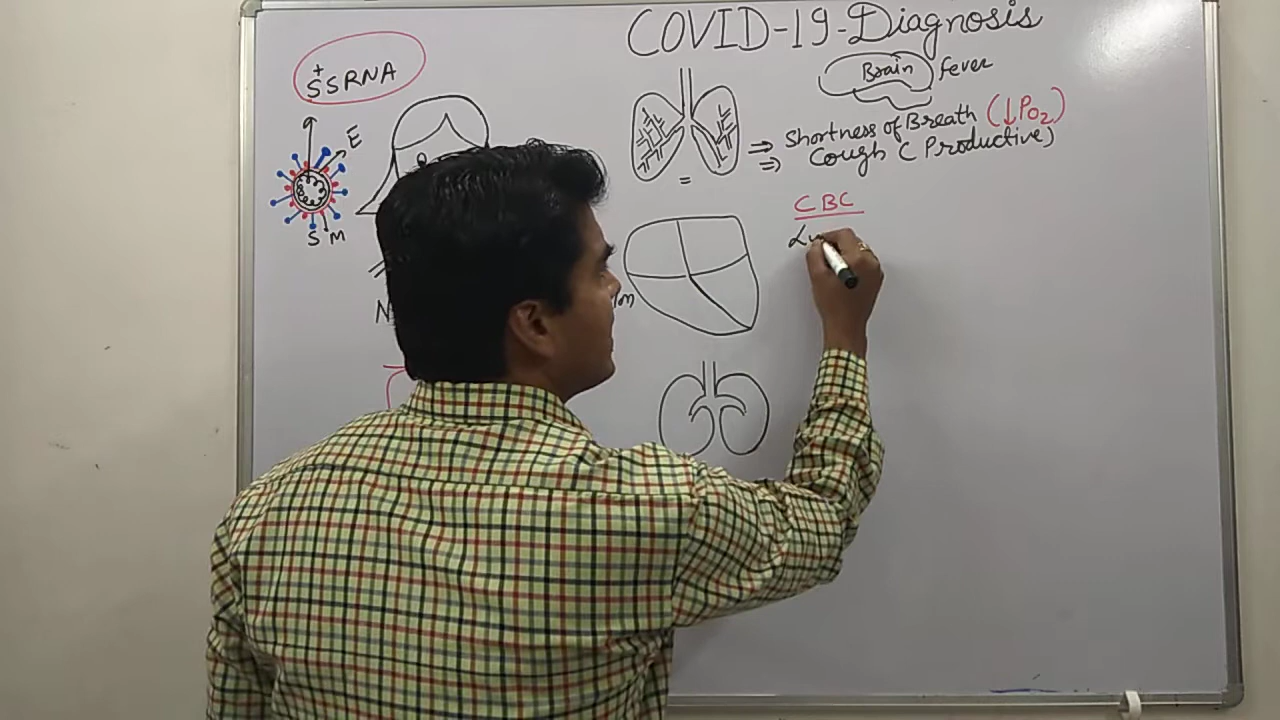 COVID-19-Diagnosis
+
SSRNA
Brain fever
E
⇒ Shortness of Breath (↓PO2)
⇒ Cough ( Productive)
S M
CBC
N